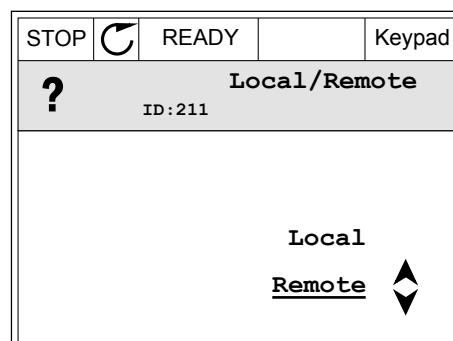 STOP READY Keypad
? Local/Remote
ID:211
Local
Remote